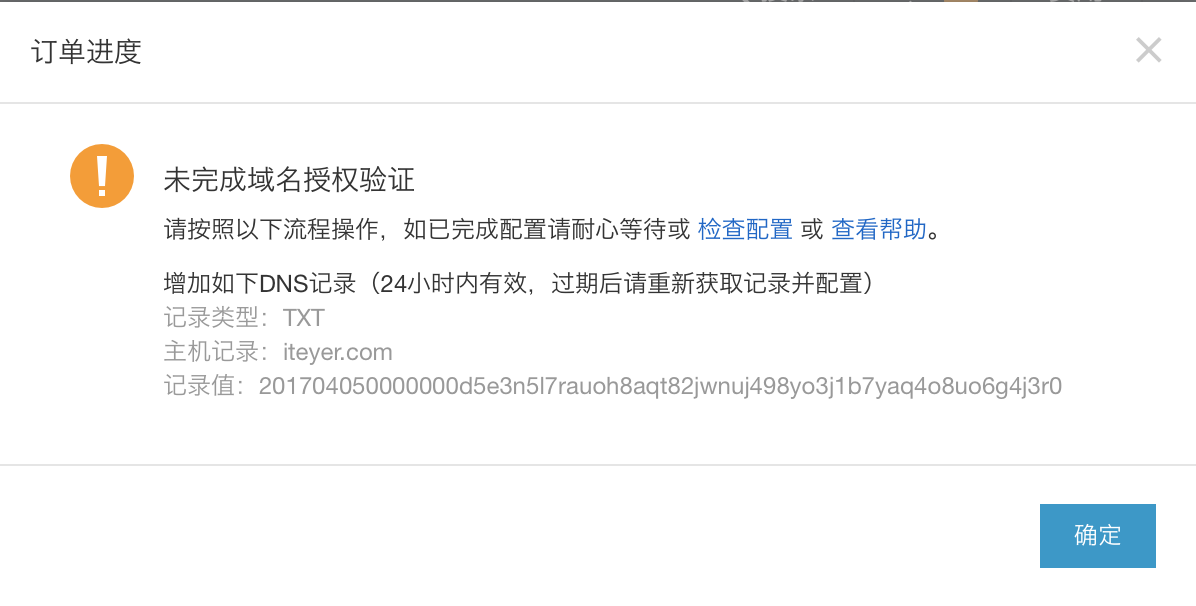 订单进度
未完成域名授权验证
请按照以下流程操作，如已完成配置请耐心等待或 检查配置 或 查看帮助。
增加如下DNS记录（24小时内有效，过期后请重新获取记录并配置）
记录类型：TXT
主机记录：iteyer.com
记录值：201704050000000d5e3n5l7rauoh8aqt82jwnuj498yo3j1b7yaq4o8uo6g4j3r0
确定